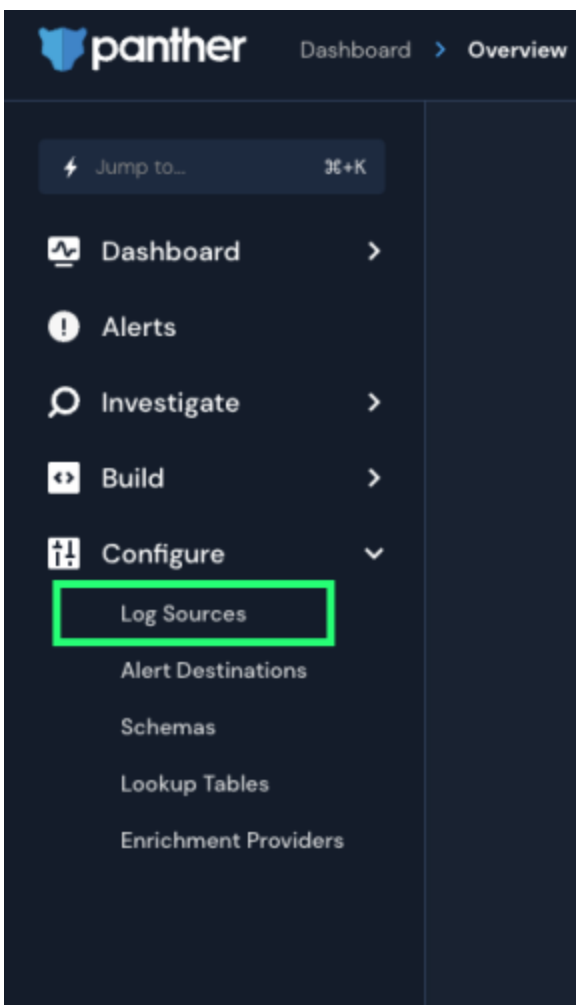 panther Dashboard > Overview
Jump to... ⌘+K
Dashboard
Alerts
Investigate
Build
Configure
Log Sources
Alert Destinations
Schemas
Lookup Tables
Enrichment Providers